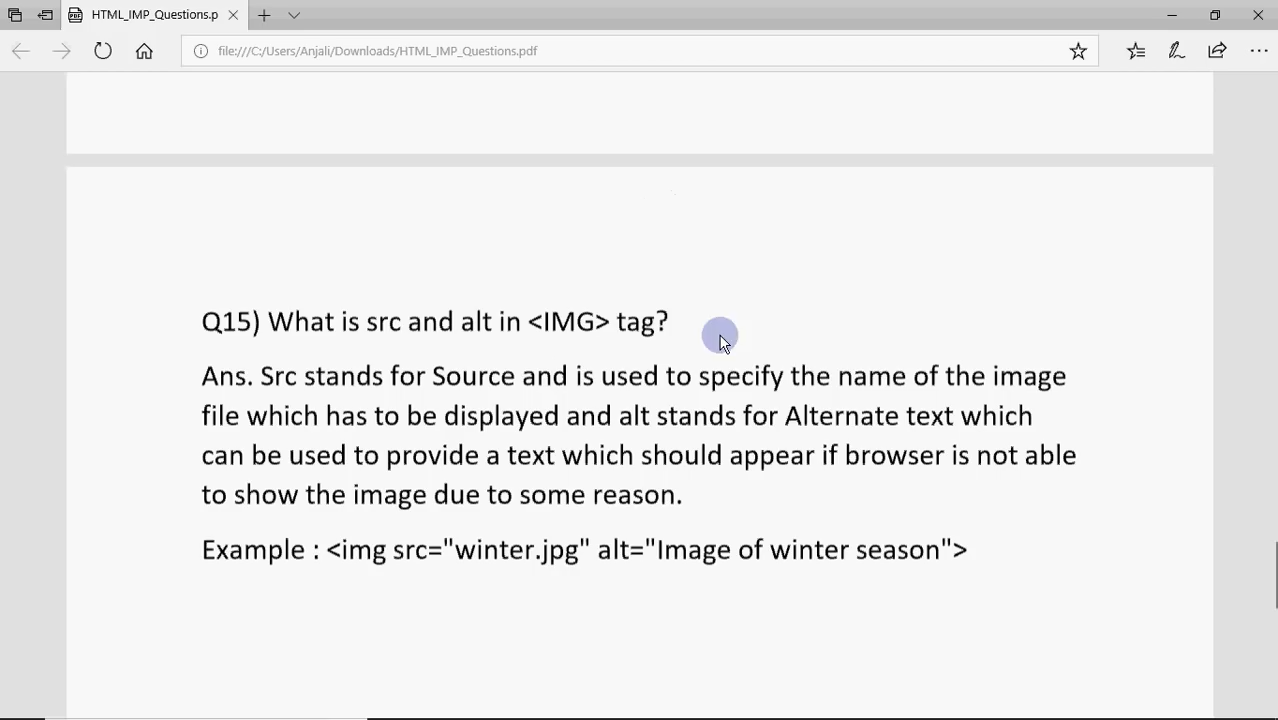 HTML_IMP_Questions.p
file:///C:/Users/Anjali/Downloads/HTML_IMP_Questions.pdf
Q15) What is src and alt in <IMG> tag?
Ans. Src stands for Source and is used to specify the name of the image
file which has to be displayed and alt stands for Alternate text which
can be used to provide a text which should appear if browser is not able
to show the image due to some reason.
Example : <img src="winter.jpg" alt="Image of winter season">